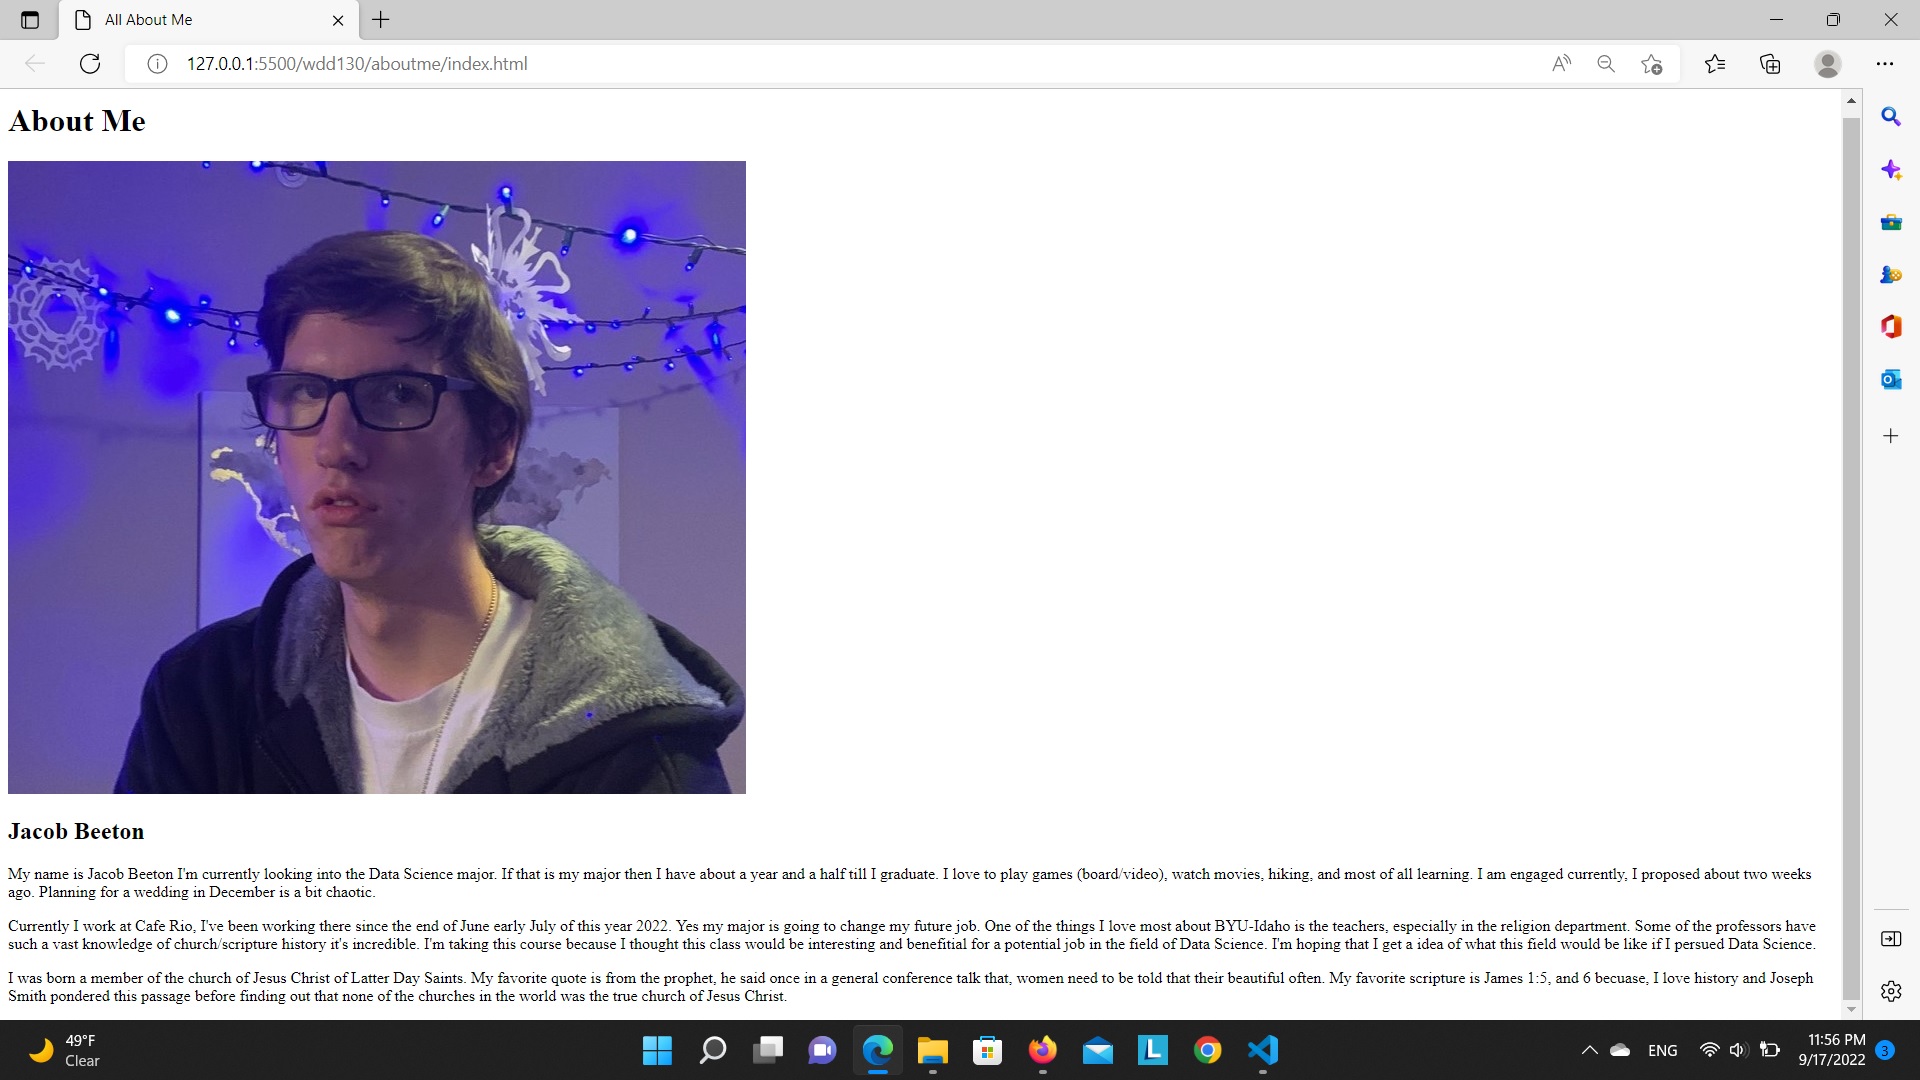 All About Me
127.0.0.1:5500/wdd130/aboutme/index.html
About Me
Jacob Beeton
My name is Jacob Beeton I'm currently looking into the Data Science major. If that is my major then I have about a year and a half till I graduate. I love to play games (board/video), watch movies, hiking, and most of all learning. I am engaged currently, I proposed about two weeks
ago. Planning for a wedding in December is a bit chaotic.
Currently I work at Cafe Rio, I've been working there since the end of June early July of this year 2022. Yes my major is going to change my future job. One of the things I love most about BYU-Idaho is the teachers, especially in the religion department. Some of the professors have
such a vast knowledge of church/scripture history it's incredible. I'm taking this course because I thought this class would be interesting and benefitial for a potential job in the field of Data Science. I'm hoping that I get a idea of what this field would be like if I persued Data Science.
I was born a member of the church of Jesus Christ of Latter Day Saints. My favorite quote is from the prophet, he said once in a general conference talk that, women need to be told that their beautiful often. My favorite scripture is James 1:5, and 6 becuase, I love history and Joseph
Smith pondered this passage before finding out that none of the churches in the world was the true church of Jesus Christ.
49°F
Clear
L
ENG
11:56 PM
9/17/2022
3